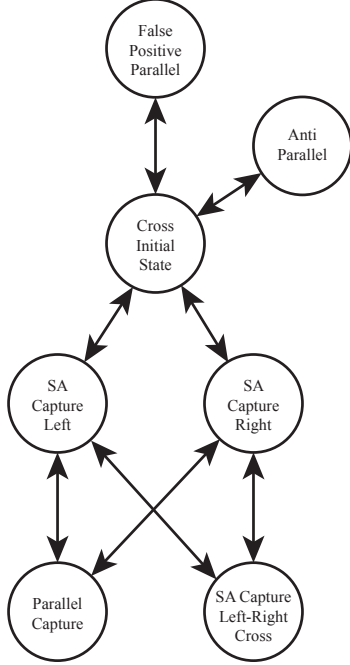 False
Positive
Parallel
Anti
Parallel
Cross
Initial
State
SA
Capture
Left
SA
Capture
Right
Parallel
Capture
SA Capture
Left-Right
Cross